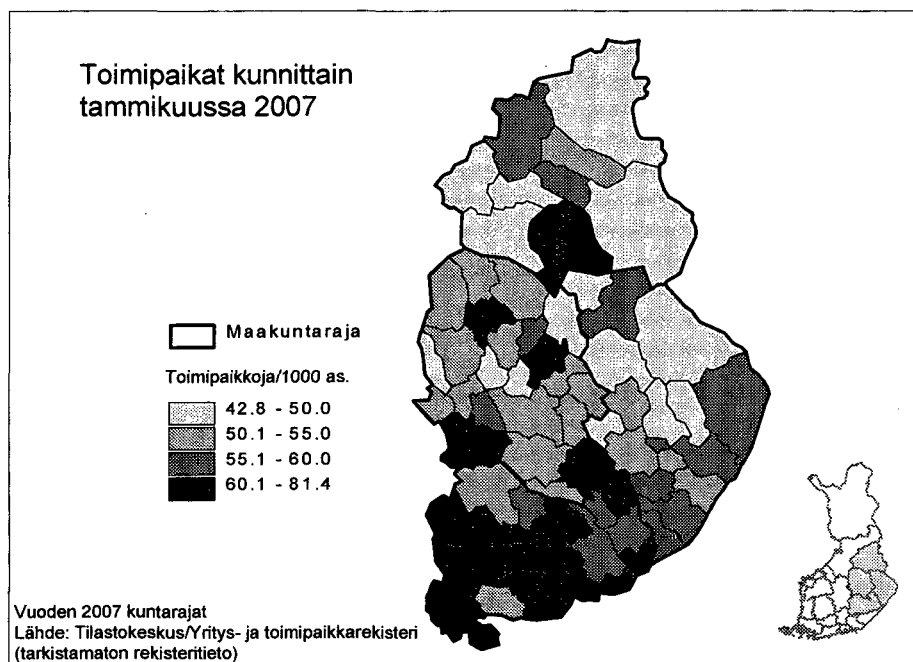 Toimipaikat kunnittain
tammikuussa 2007
Maakuntaraja
Toimipaikkoja/1000 as.
42.8 - 50.0
50.1 - 55.0
55.1 - 60.0
60.1 - 81.4
Vuoden 2007 kuntarajat
Lähde: Tilastokeskus/Yritys- ja toimipaikkarekisteri
(tarkistamaton rekisteritieto)